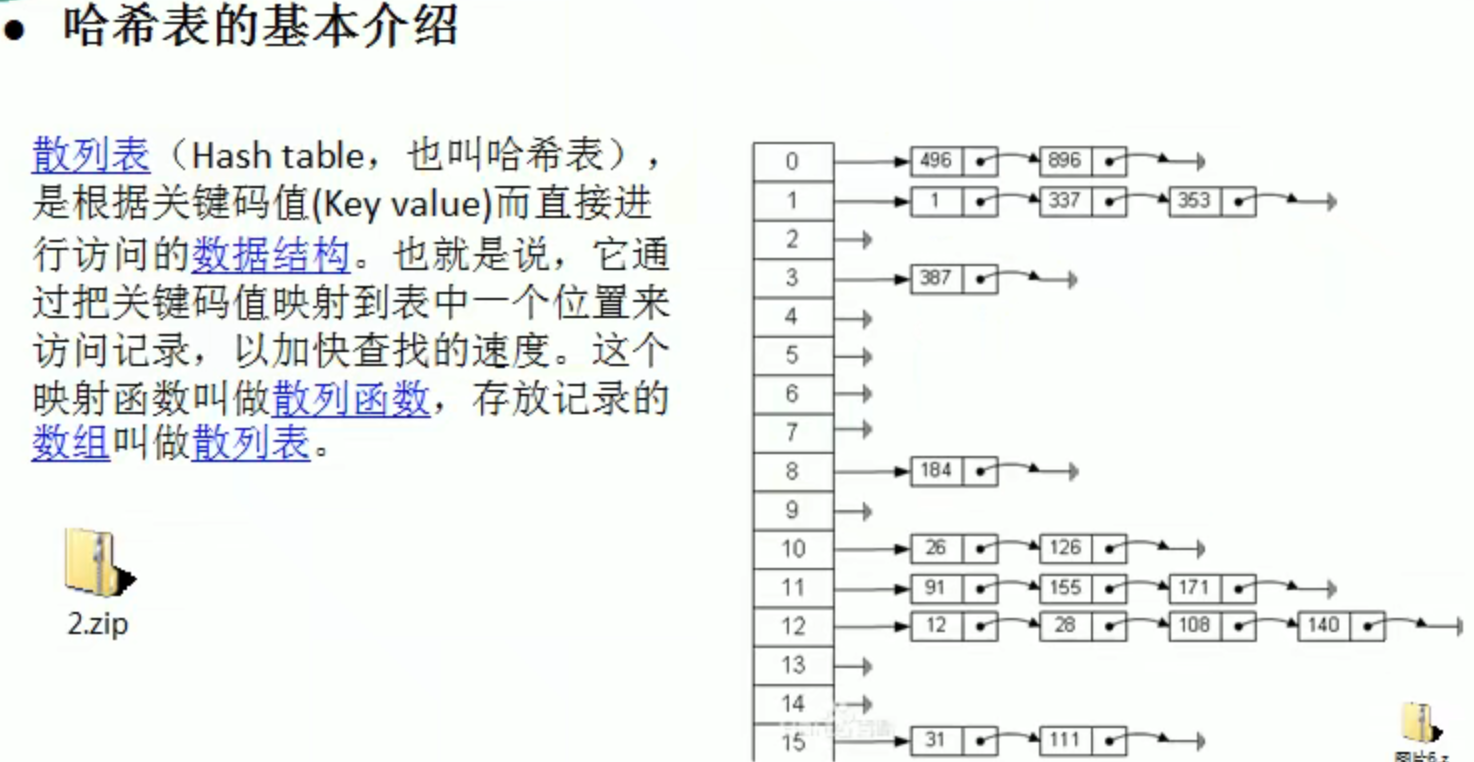 ● 哈希表的基本介绍
散列表（Hash table，也叫哈希表），
是根据关键码值(Key value)而直接进
行访问的数据结构。也就是说，它通
过把关键码值映射到表中一个位置来
访问记录，以加快查找的速度。这个
映射函数叫做散列函数，存放记录的
数组叫做散列表。
2.zip
0 496 896
1 1 337 353
2
3 387
4
5
6
7
8 184
9
10 26 126
11 91 155 171
12 12 28 108 140
13
14
15 31 111